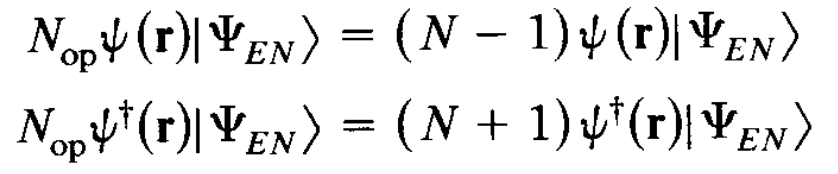 N_op ψ(𝐫)|Ψ_EN⟩ = (N − 1) ψ(𝐫)|Ψ_EN⟩
N_op ψ†(𝐫)|Ψ_EN⟩ = (N + 1) ψ†(𝐫)|Ψ_EN⟩